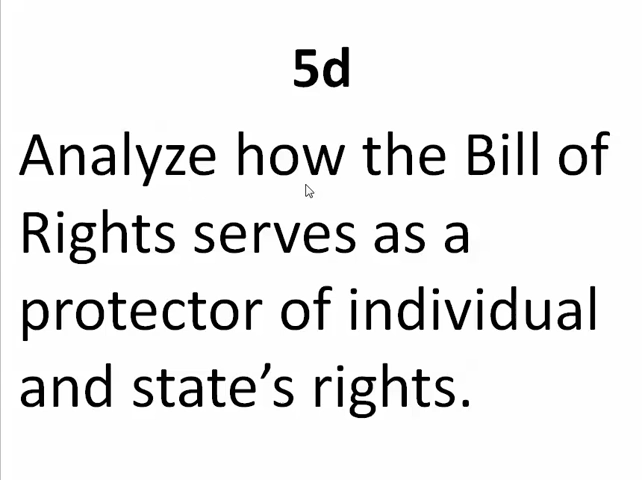 5d
Analyze how the Bill of
Rights serves as a
protector of individual
and state’s rights.